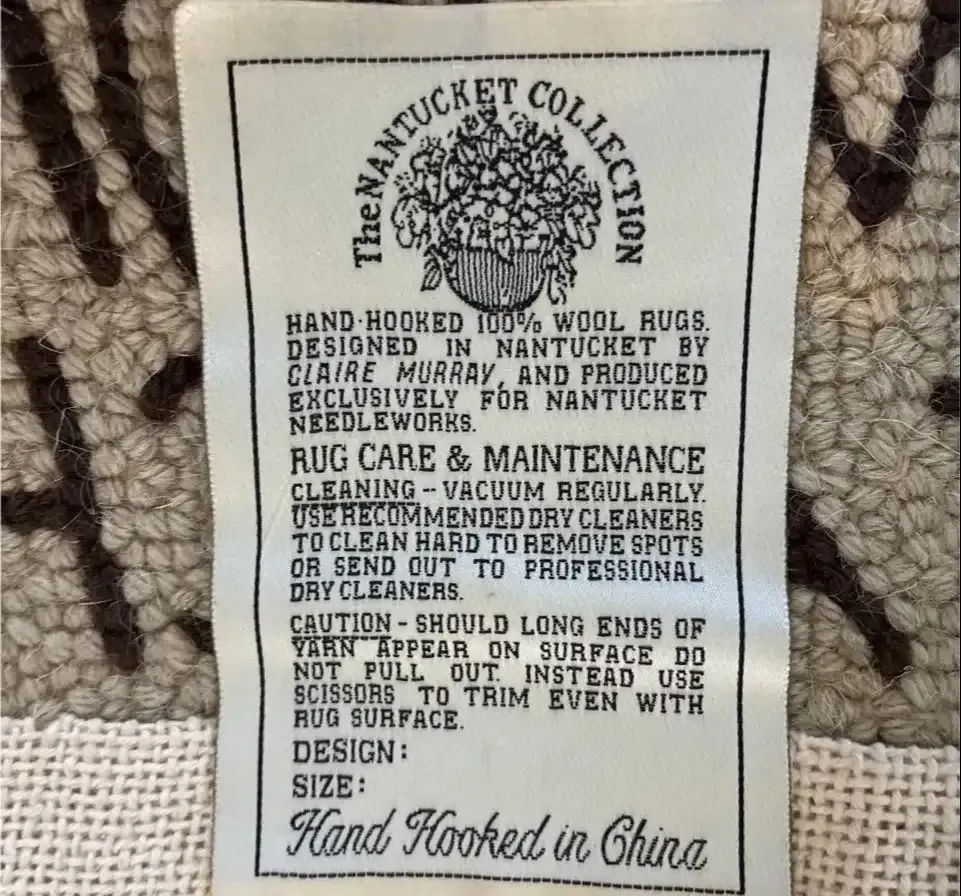 The NANTUCKET COLLECTION
HAND-HOOKED 100% WOOL RUGS.
DESIGNED IN NANTUCKET BY
CLAIRE MURRAY, AND PRODUCED
EXCLUSIVELY FOR NANTUCKET
NEEDLEWORKS.
RUG CARE & MAINTENANCE
CLEANING - VACUUM REGULARLY.
USE RECOMMENDED DRY CLEANERS
TO CLEAN HARD TO REMOVE SPOTS
OR SEND OUT TO PROFESSIONAL
DRY CLEANERS.
CAUTION - SHOULD LONG ENDS OF
YARN APPEAR ON SURFACE DO
NOT PULL OUT. INSTEAD USE
SCISSORS TO TRIM EVEN WITH
RUG SURFACE.
DESIGN:
SIZE:
Hand Hooked in China